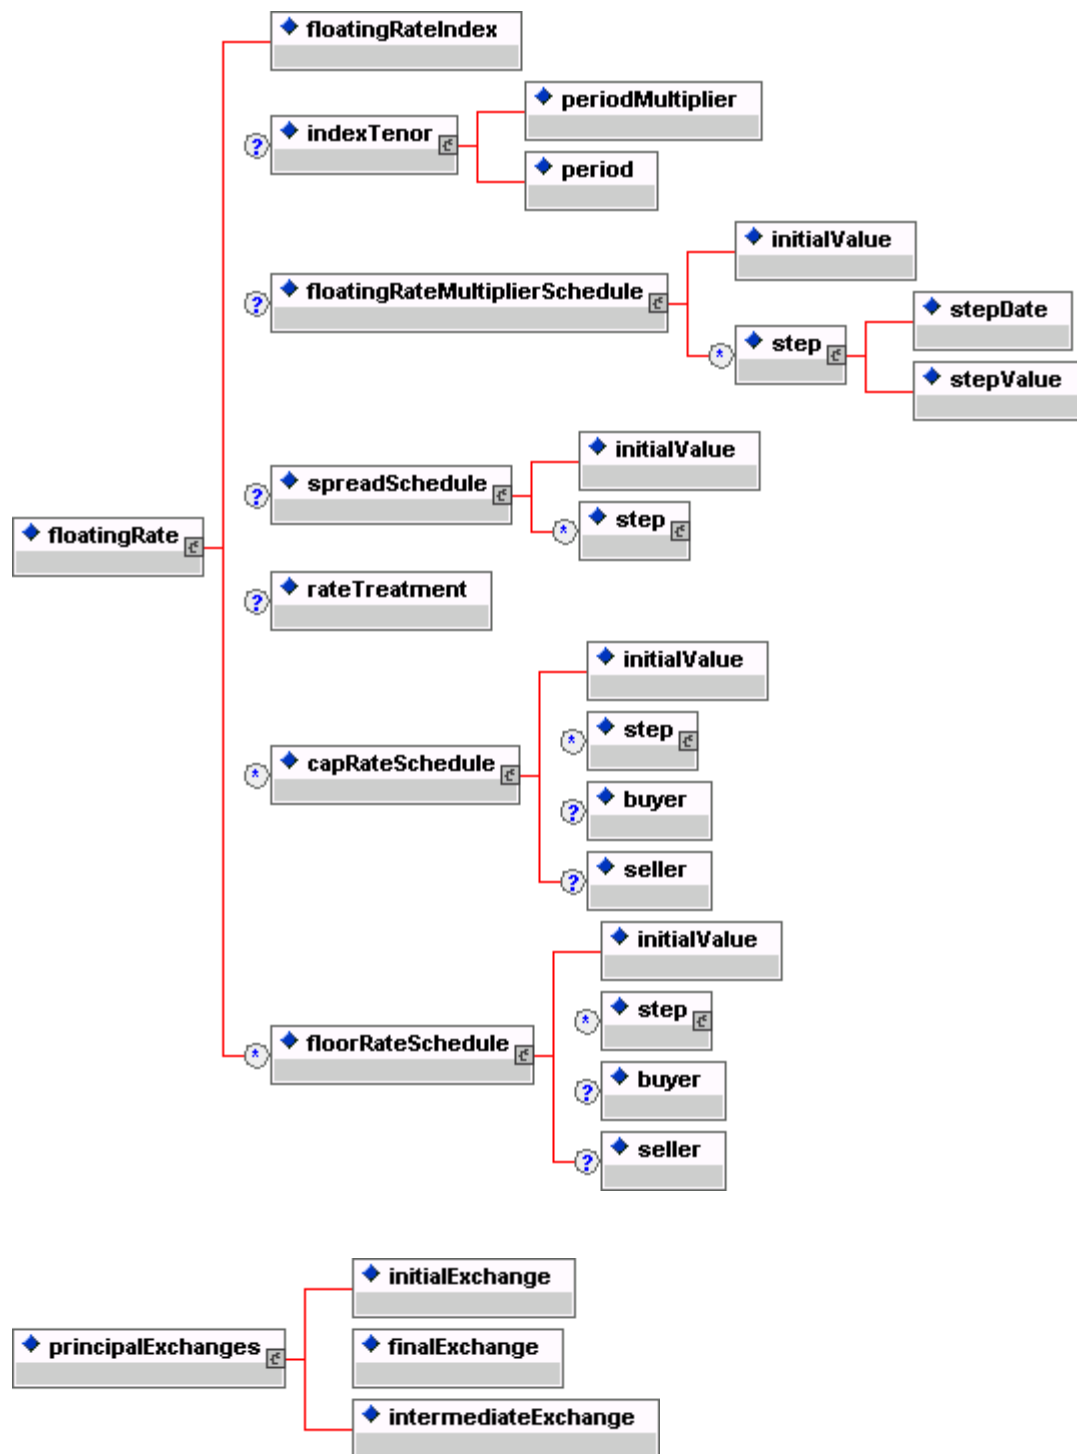 floatingRateIndex
periodMultiplier
? indexTenor
period
initialValue
? floatingRateMultiplierSchedule
stepDate
* step
stepValue
initialValue
? spreadSchedule
* step
floatingRate
? rateTreatment
initialValue
* step
* capRateSchedule
? buyer
? seller
initialValue
* step
* floorRateSchedule
? buyer
? seller
initialExchange
principalExchanges
finalExchange
intermediateExchange